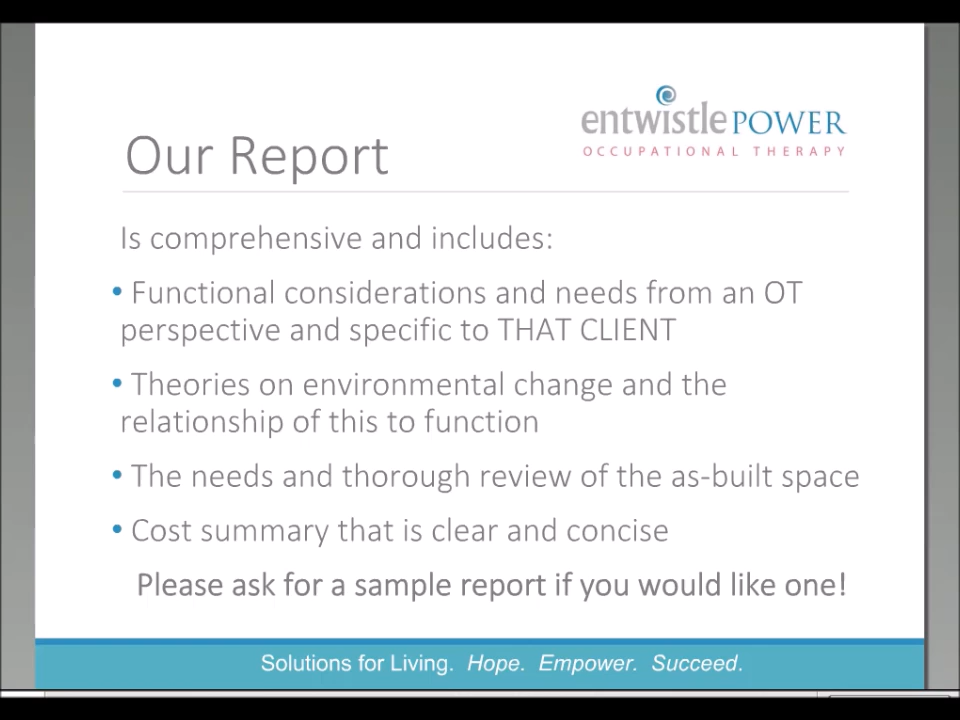 entwistle POWER
OCCUPATIONAL THERAPY
Our Report
Is comprehensive and includes:
• Functional considerations and needs from an OT
perspective and specific to THAT CLIENT
• Theories on environmental change and the
relationship of this to function
• The needs and thorough review of the as-built space
• Cost summary that is clear and concise
Please ask for a sample report if you would like one!
Solutions for Living. Hope. Empower. Succeed.